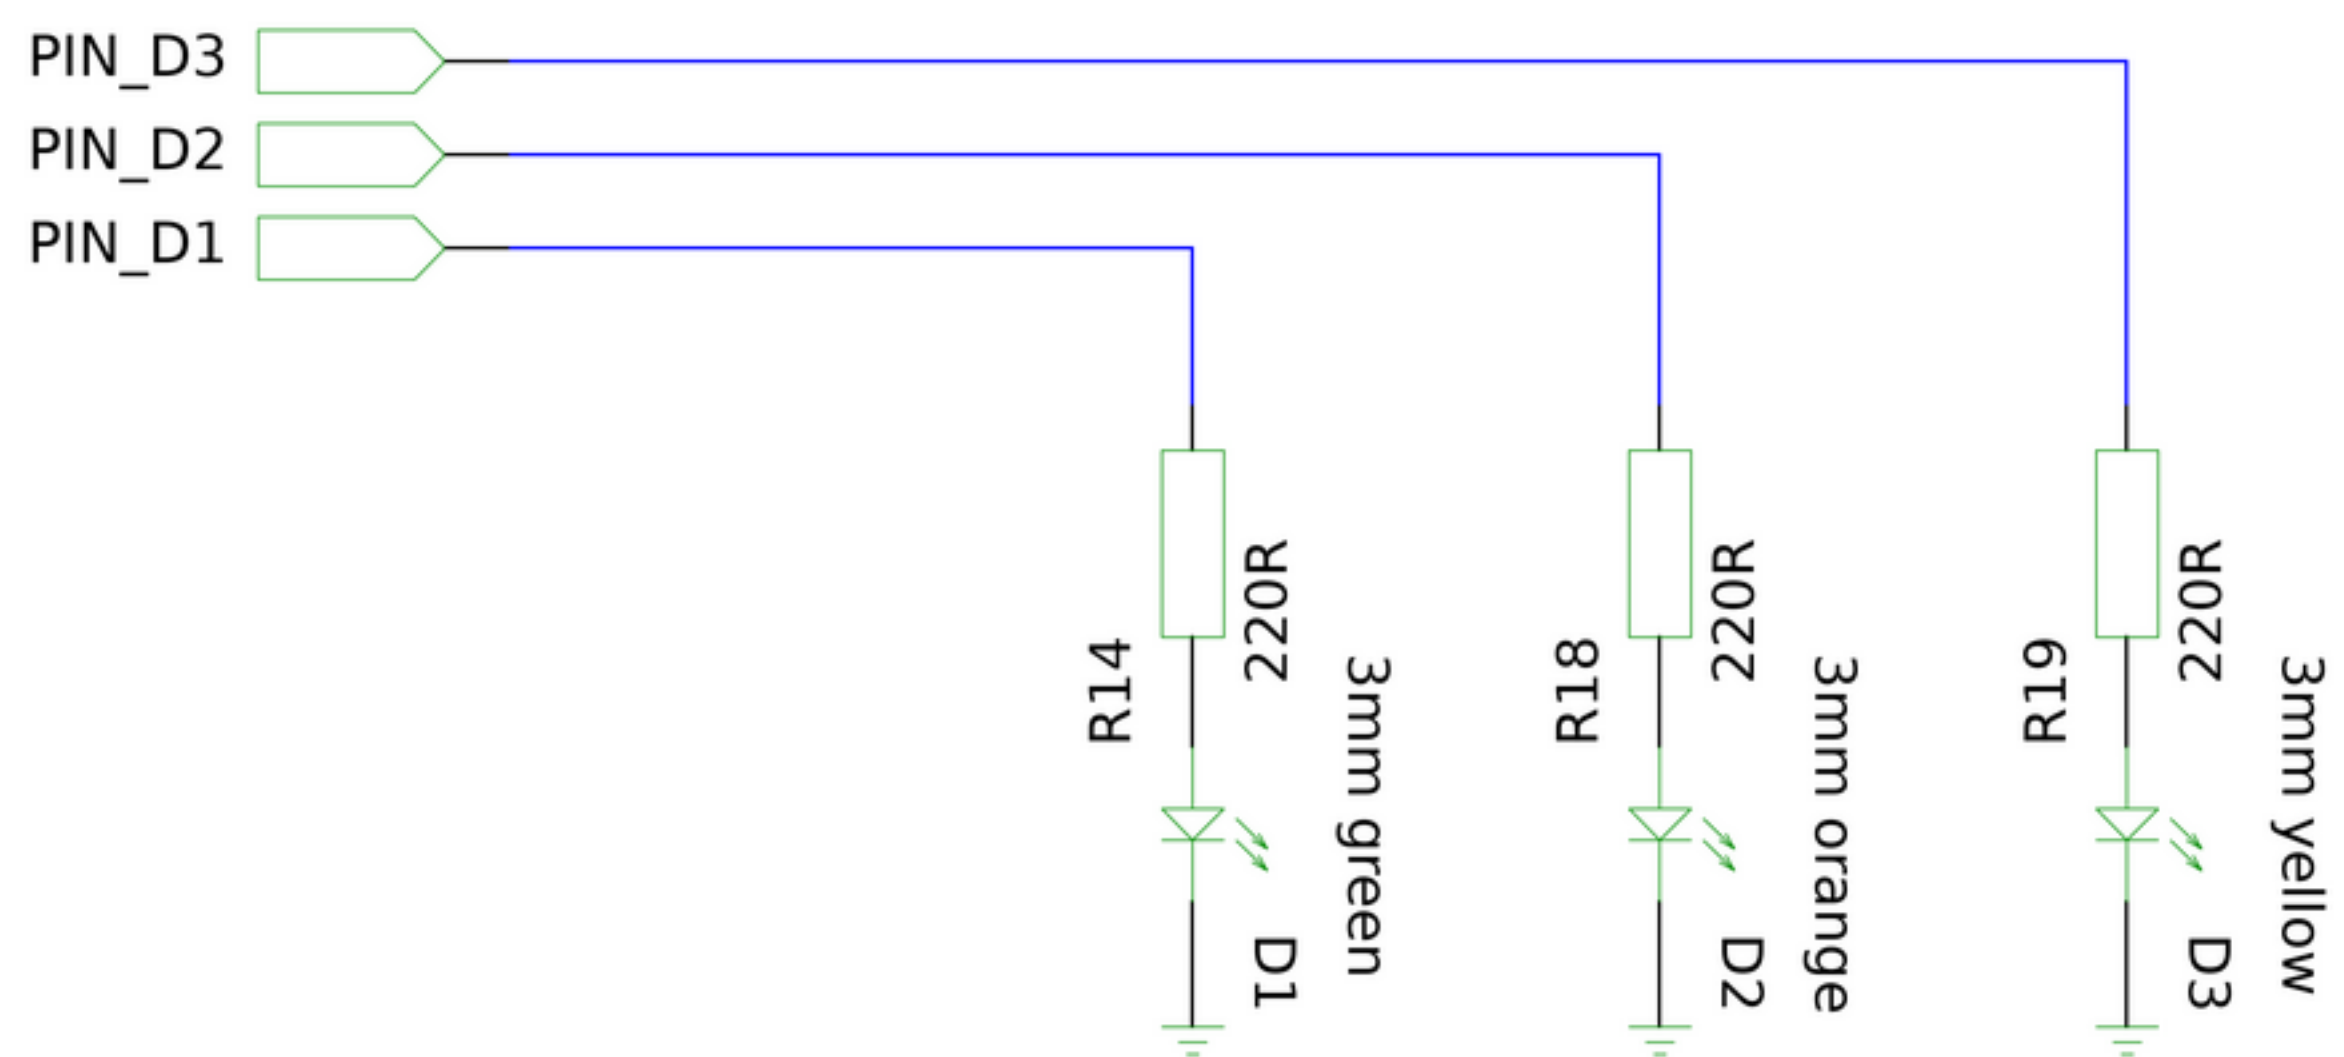 PIN_D3
PIN_D2
PIN_D1
R14
220R
3mm green
D1
R18
220R
3mm orange
D2
R19
220R
3mm yellow
D3